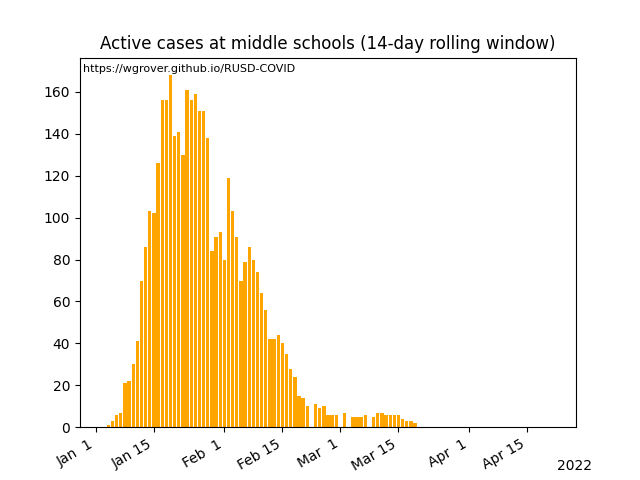 Active cases at middle schools (14-day rolling window)
https://wgrover.github.io/RUSD-COVID
160
140
120
100
80
60
40
20
0
Jan 1
Jan 15
Feb 1
Feb 15
Mar 1
Mar 15
Apr 1
Apr 15
2022